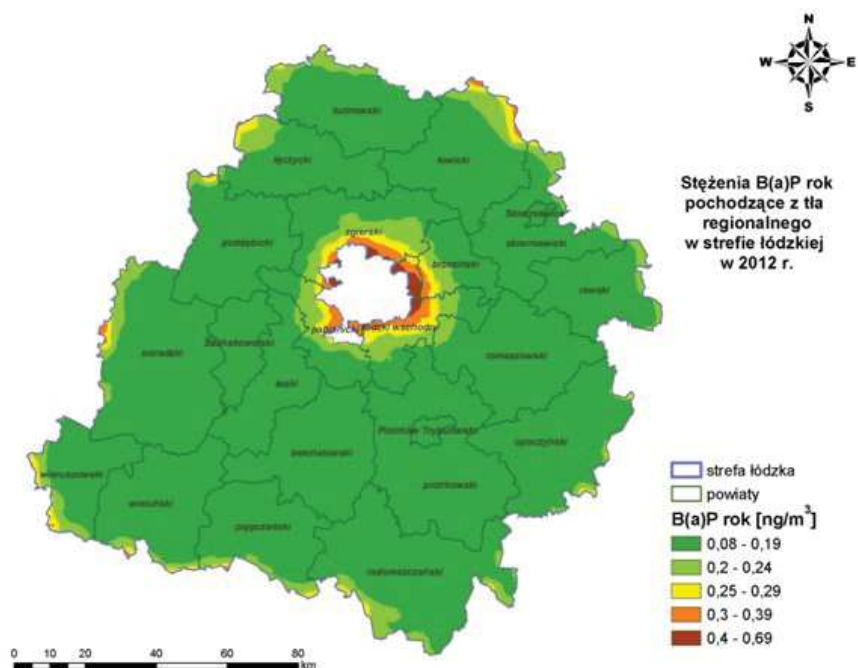 N
W E
S
Stężenia B(a)P rok
pochodzące z tła
regionalnego
w strefie łódzkiej
w 2012 r.
kutnowski
łęczycki
łowicki
Skierniewice
skierniewicki
zgierski
poddębicki
brzeziński
rawski
pabianicki
łódzki wschodni
sieradzki
zduńskowolski
tomaszowski
łaski
Piotrków Trybunalski
bełchatowski
opoczyński
wieruszowski
piotrkowski
wieluński
pajęczański
radomszczański
strefa łódzka
powiaty
B(a)P rok [ng/m³]
0,08 - 0,19
0,2 - 0,24
0,25 - 0,29
0,3 - 0,39
0,4 - 0,69
0 10 20 40 60 80
km